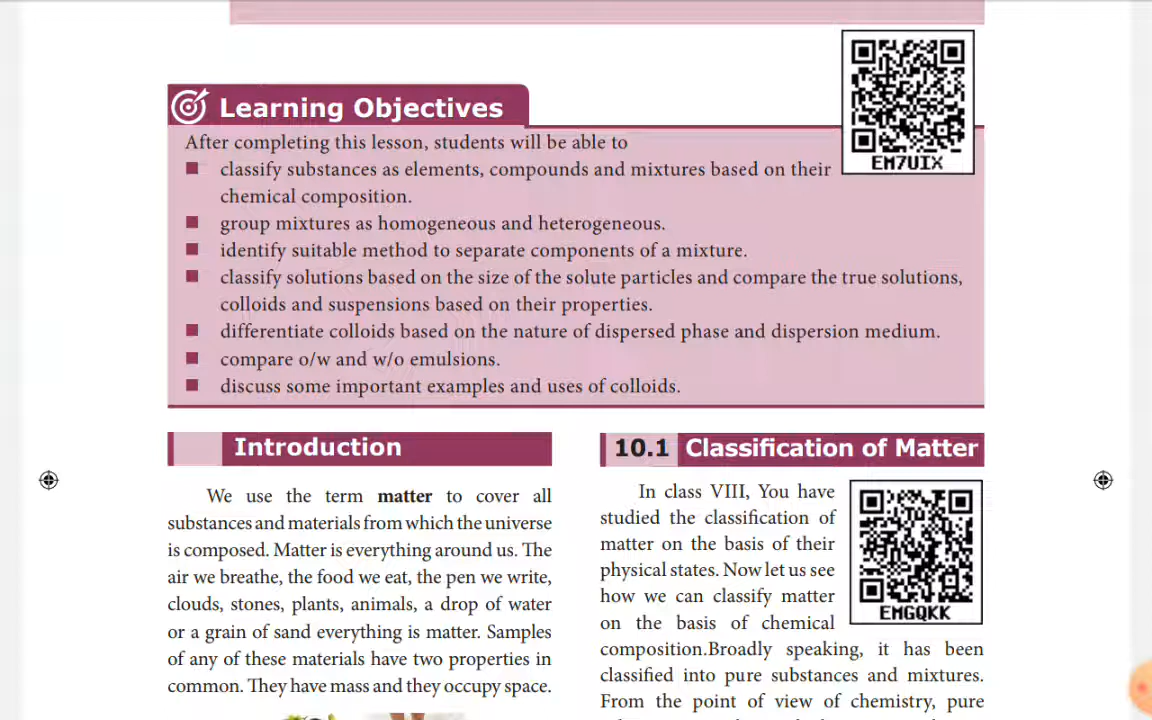 Learning Objectives
EM7UIX
After completing this lesson, students will be able to
classify substances as elements, compounds and mixtures based on their
chemical composition.
group mixtures as homogeneous and heterogeneous.
identify suitable method to separate components of a mixture.
classify solutions based on the size of the solute particles and compare the true solutions,
colloids and suspensions based on their properties.
differentiate colloids based on the nature of dispersed phase and dispersion medium.
compare o/w and w/o emulsions.
discuss some important examples and uses of colloids.
Introduction
We use the term matter to cover all
substances and materials from which the universe
is composed. Matter is everything around us. The
air we breathe, the food we eat, the pen we write,
clouds, stones, plants, animals, a drop of water
or a grain of sand everything is matter. Samples
of any of these materials have two properties in
common. They have mass and they occupy space.
10.1 Classification of Matter
In class VIII, You have
studied the classification of
matter on the basis of their
physical states. Now let us see
how we can classify matter
on the basis of chemical
EMGQKK
composition.Broadly speaking, it has been
classified into pure substances and mixtures.
From the point of view of chemistry, pure